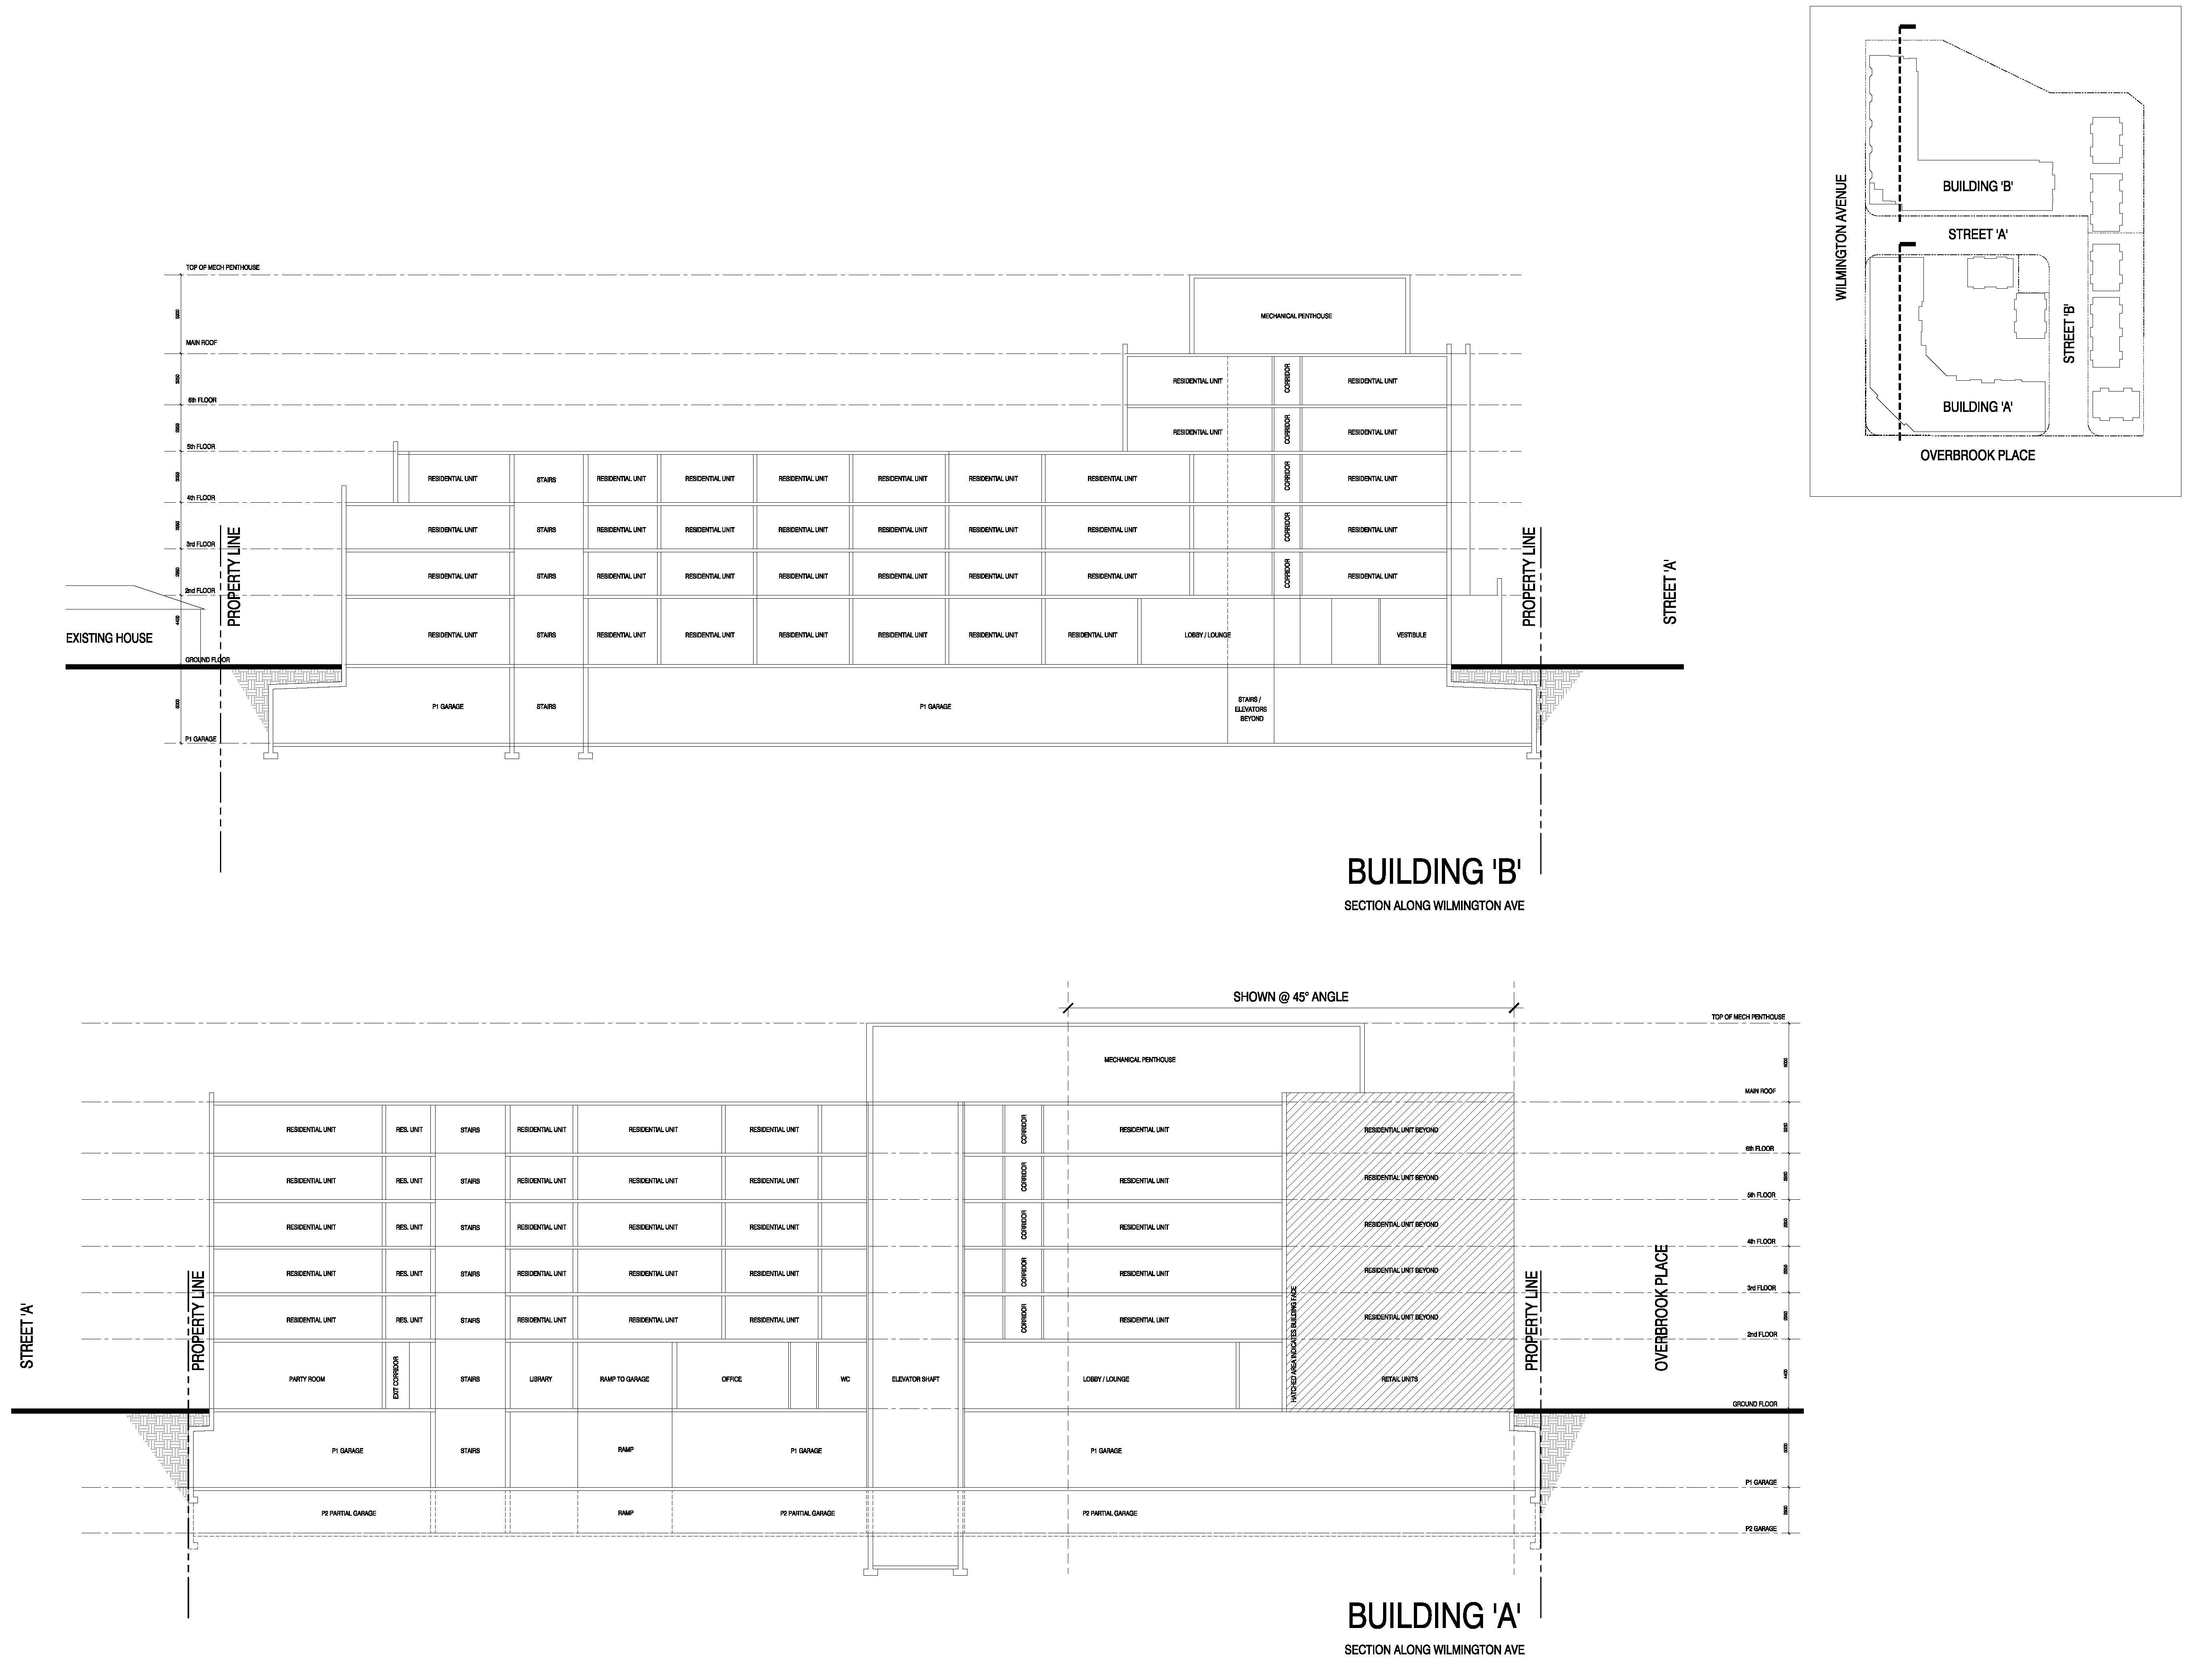 BUILDING 'B'
STREET 'A'
WILMINGTON AVENUE
STREET 'B'
BUILDING 'A'
OVERBROOK PLACE
TOP OF MECH PENTHOUSE
MECHANICAL PENTHOUSE
MAIN ROOF
RESIDENTIAL UNIT
CORRIDOR
RESIDENTIAL UNIT
6th FLOOR
RESIDENTIAL UNIT
CORRIDOR
RESIDENTIAL UNIT
5th FLOOR
RESIDENTIAL UNIT
STAIRS
RESIDENTIAL UNIT
RESIDENTIAL UNIT
RESIDENTIAL UNIT
RESIDENTIAL UNIT
RESIDENTIAL UNIT
RESIDENTIAL UNIT
CORRIDOR
RESIDENTIAL UNIT
4th FLOOR
RESIDENTIAL UNIT
STAIRS
RESIDENTIAL UNIT
RESIDENTIAL UNIT
RESIDENTIAL UNIT
RESIDENTIAL UNIT
RESIDENTIAL UNIT
RESIDENTIAL UNIT
CORRIDOR
RESIDENTIAL UNIT
3rd FLOOR
PROPERTY LINE
RESIDENTIAL UNIT
STAIRS
RESIDENTIAL UNIT
RESIDENTIAL UNIT
RESIDENTIAL UNIT
RESIDENTIAL UNIT
RESIDENTIAL UNIT
RESIDENTIAL UNIT
CORRIDOR
RESIDENTIAL UNIT
PROPERTY LINE
STREET 'A'
2nd FLOOR
EXISTING HOUSE
RESIDENTIAL UNIT
STAIRS
RESIDENTIAL UNIT
RESIDENTIAL UNIT
RESIDENTIAL UNIT
RESIDENTIAL UNIT
RESIDENTIAL UNIT
RESIDENTIAL UNIT
LOBBY / LOUNGE
VESTIBULE
GROUND FLOOR
P1 GARAGE
STAIRS
P1 GARAGE
STAIRS /
ELEVATORS
BEYOND
P1 GARAGE
BUILDING 'B'
SECTION ALONG WILMINGTON AVE
SHOWN @ 45° ANGLE
TOP OF MECH PENTHOUSE
MECHANICAL PENTHOUSE
MAIN ROOF
RESIDENTIAL UNIT
RES. UNIT
STAIRS
RESIDENTIAL UNIT
RESIDENTIAL UNIT
RESIDENTIAL UNIT
CORRIDOR
RESIDENTIAL UNIT
RESIDENTIAL UNIT BEYOND
6th FLOOR
RESIDENTIAL UNIT
RES. UNIT
STAIRS
RESIDENTIAL UNIT
RESIDENTIAL UNIT
RESIDENTIAL UNIT
CORRIDOR
RESIDENTIAL UNIT
RESIDENTIAL UNIT BEYOND
5th FLOOR
RESIDENTIAL UNIT
RES. UNIT
STAIRS
RESIDENTIAL UNIT
RESIDENTIAL UNIT
RESIDENTIAL UNIT
CORRIDOR
RESIDENTIAL UNIT
RESIDENTIAL UNIT BEYOND
4th FLOOR
RESIDENTIAL UNIT
RES. UNIT
STAIRS
RESIDENTIAL UNIT
RESIDENTIAL UNIT
RESIDENTIAL UNIT
CORRIDOR
RESIDENTIAL UNIT
RESIDENTIAL UNIT BEYOND
3rd FLOOR
STREET 'A'
PROPERTY LINE
RESIDENTIAL UNIT
RES. UNIT
STAIRS
RESIDENTIAL UNIT
RESIDENTIAL UNIT
RESIDENTIAL UNIT
CORRIDOR
RESIDENTIAL UNIT
HATCHED AREA INDICATES BUILDING FACE
RESIDENTIAL UNIT BEYOND
PROPERTY LINE
OVERBROOK PLACE
2nd FLOOR
PARTY ROOM
EXIT CORRIDOR
STAIRS
LIBRARY
RAMP TO GARAGE
OFFICE
WC
ELEVATOR SHAFT
LOBBY / LOUNGE
RETAIL UNITS
GROUND FLOOR
P1 GARAGE
STAIRS
RAMP
P1 GARAGE
P1 GARAGE
P1 GARAGE
P2 PARTIAL GARAGE
RAMP
P2 PARTIAL GARAGE
P2 PARTIAL GARAGE
P2 GARAGE
BUILDING 'A'
SECTION ALONG WILMINGTON AVE